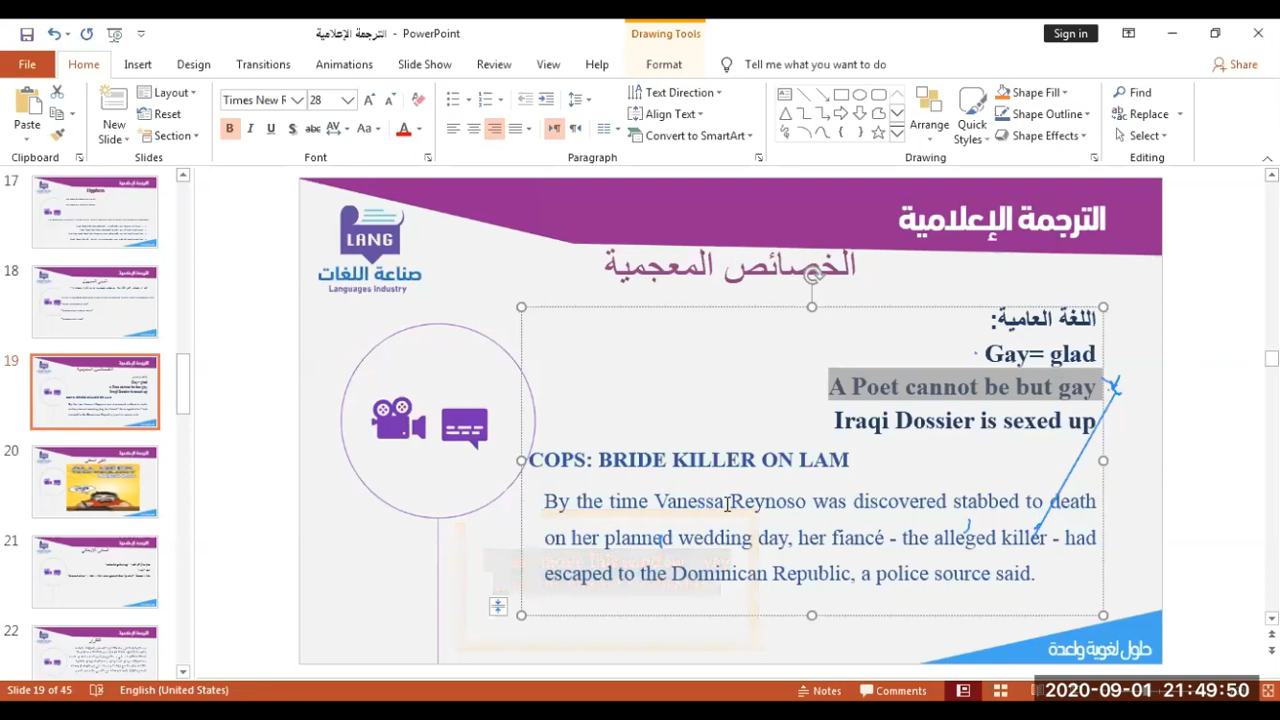 الترجمة الإعلامية - PowerPoint
Drawing Tools
Sign in
File
Home
Insert
Design
Transitions
Animations
Slide Show
Review
View
Help
Format
Tell me what you want to do
Share
Paste
New Slide
Layout
Reset
Section
Times New R
28
Text Direction
Align Text
Convert to SmartArt
Arrange
Quick Styles
Shape Fill
Shape Outline
Shape Effects
Find
Replace
Select
Clipboard
Slides
Font
Paragraph
Drawing
Editing
17
18
19
20
21
22
الترجمة الإعلامية
LANG
صناعة اللغات
Languages Industry
الخصائص المعجمية
اللغة العامية:
Gay= glad
A Poet cannot be but gay
Iraqi Dossier is sexed up
COPS: BRIDE KILLER ON LAM
By the time Vanessa Reynoso was discovered stabbed to death
on her planned wedding day, her fiancé - the alleged killer - had
escaped to the Dominican Republic, a police source said.
حلول لغوية واعدة
Slide 19 of 45
English (United States)
Notes
Comments
2020-09-01 21:49:50